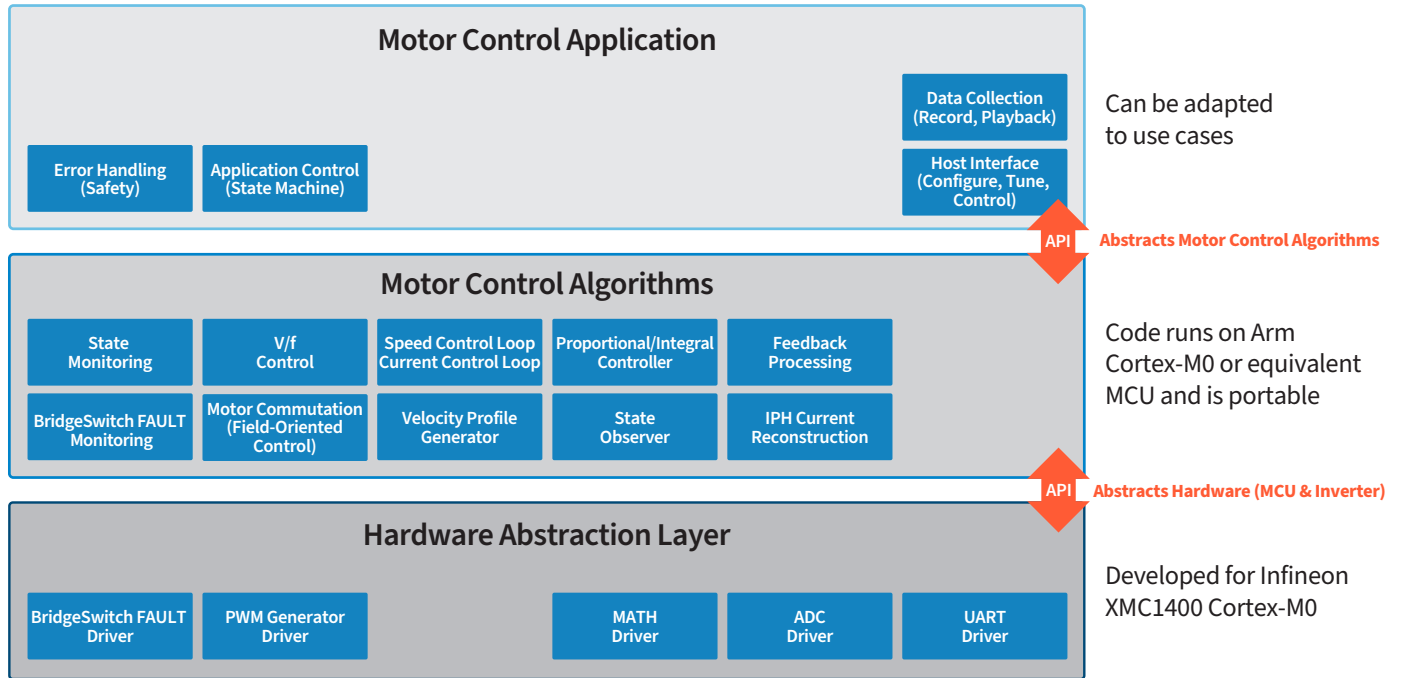 Motor Control Application
Data Collection
(Record, Playback)
Can be adapted
to use cases
Error Handling
(Safety)
Application Control
(State Machine)
Host Interface
(Configure, Tune,
Control)
API
Abstracts Motor Control Algorithms
Motor Control Algorithms
State
Monitoring
V/f
Control
Speed Control Loop
Current Control Loop
Proportional/Integral
Controller
Feedback
Processing
Code runs on Arm
Cortex-M0 or equivalent
MCU and is portable
BridgeSwitch FAULT
Monitoring
Motor Commutation
(Field-Oriented
Control)
Velocity Profile
Generator
State
Observer
IPH Current
Reconstruction
API
Abstracts Hardware (MCU & Inverter)
Hardware Abstraction Layer
Developed for Infineon
XMC1400 Cortex-M0
BridgeSwitch FAULT
Driver
PWM Generator
Driver
MATH
Driver
ADC
Driver
UART
Driver